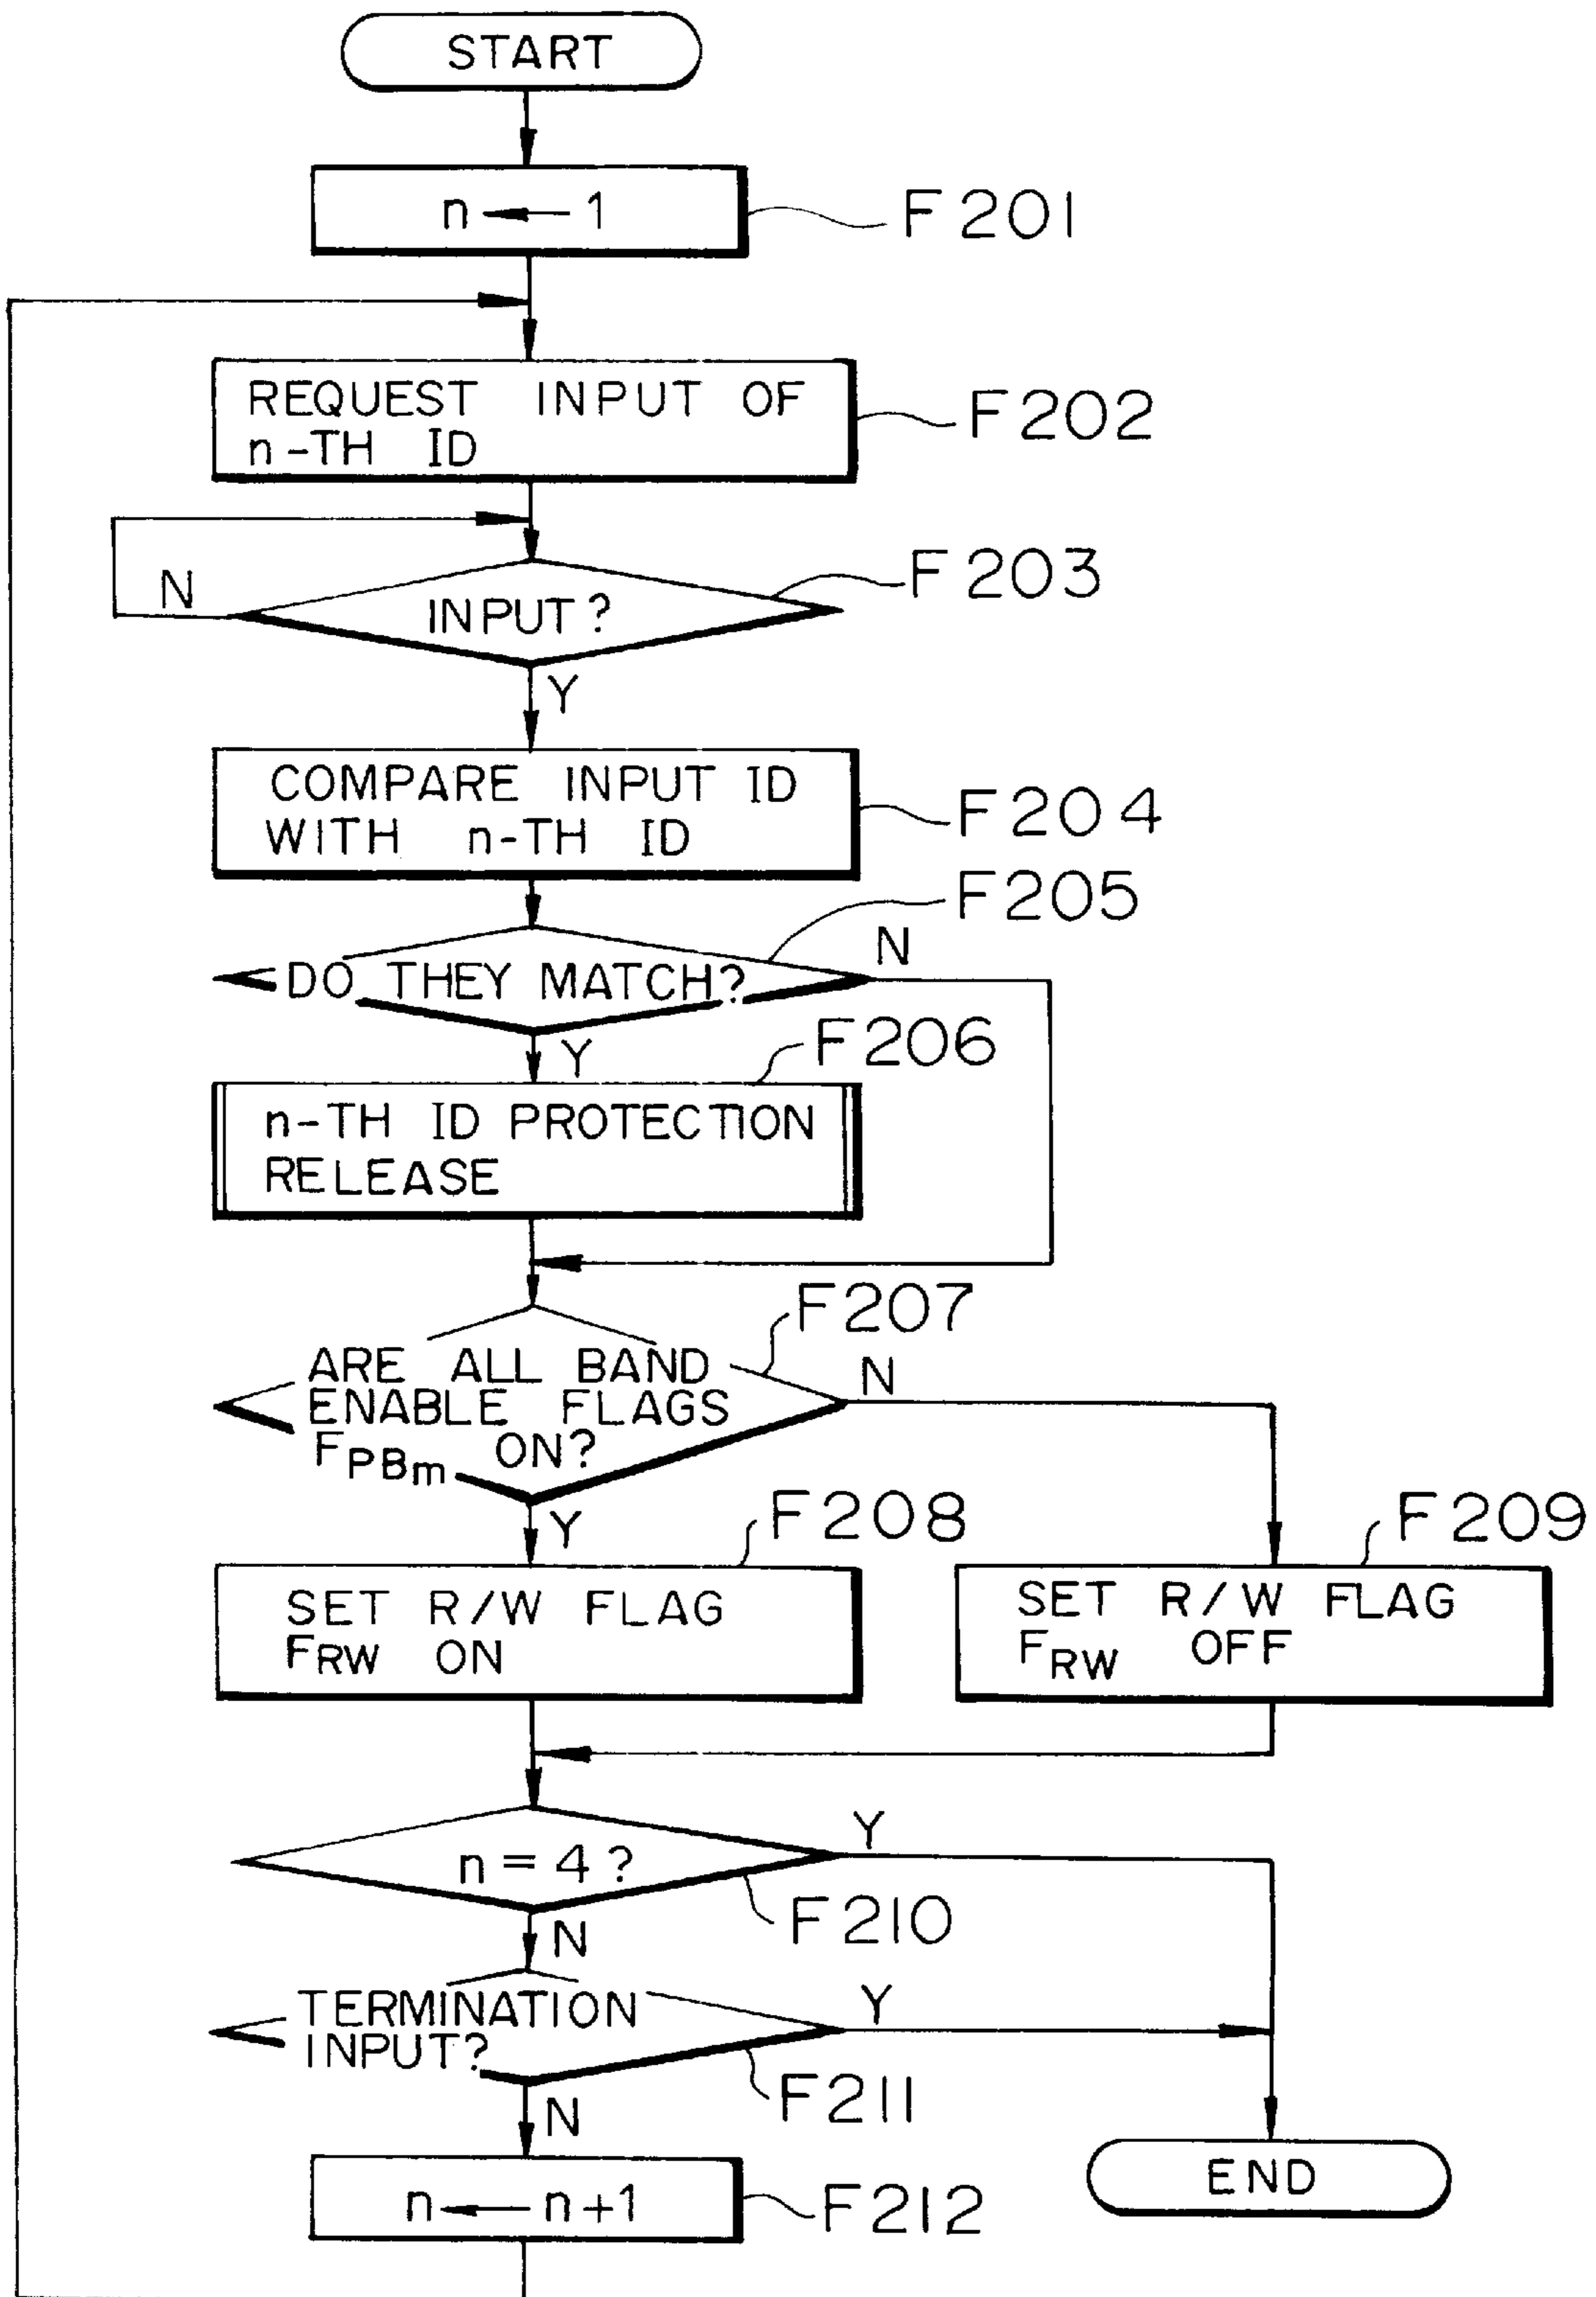 START
n ← 1
F201
REQUEST INPUT OF
n-TH ID
F202
F203
N
INPUT?
Y
COMPARE INPUT ID
WITH n-TH ID
F204
F205
N
DO THEY MATCH?
Y
F206
n-TH ID PROTECTION
RELEASE
F207
ARE ALL BAND
ENABLE FLAGS
FPBm ON?
N
Y
F208
F209
SET R/W FLAG
FRW ON
SET R/W FLAG
FRW OFF
n = 4 ?
Y
F210
N
TERMINATION
INPUT?
Y
F211
N
n ← n+1
F212
END